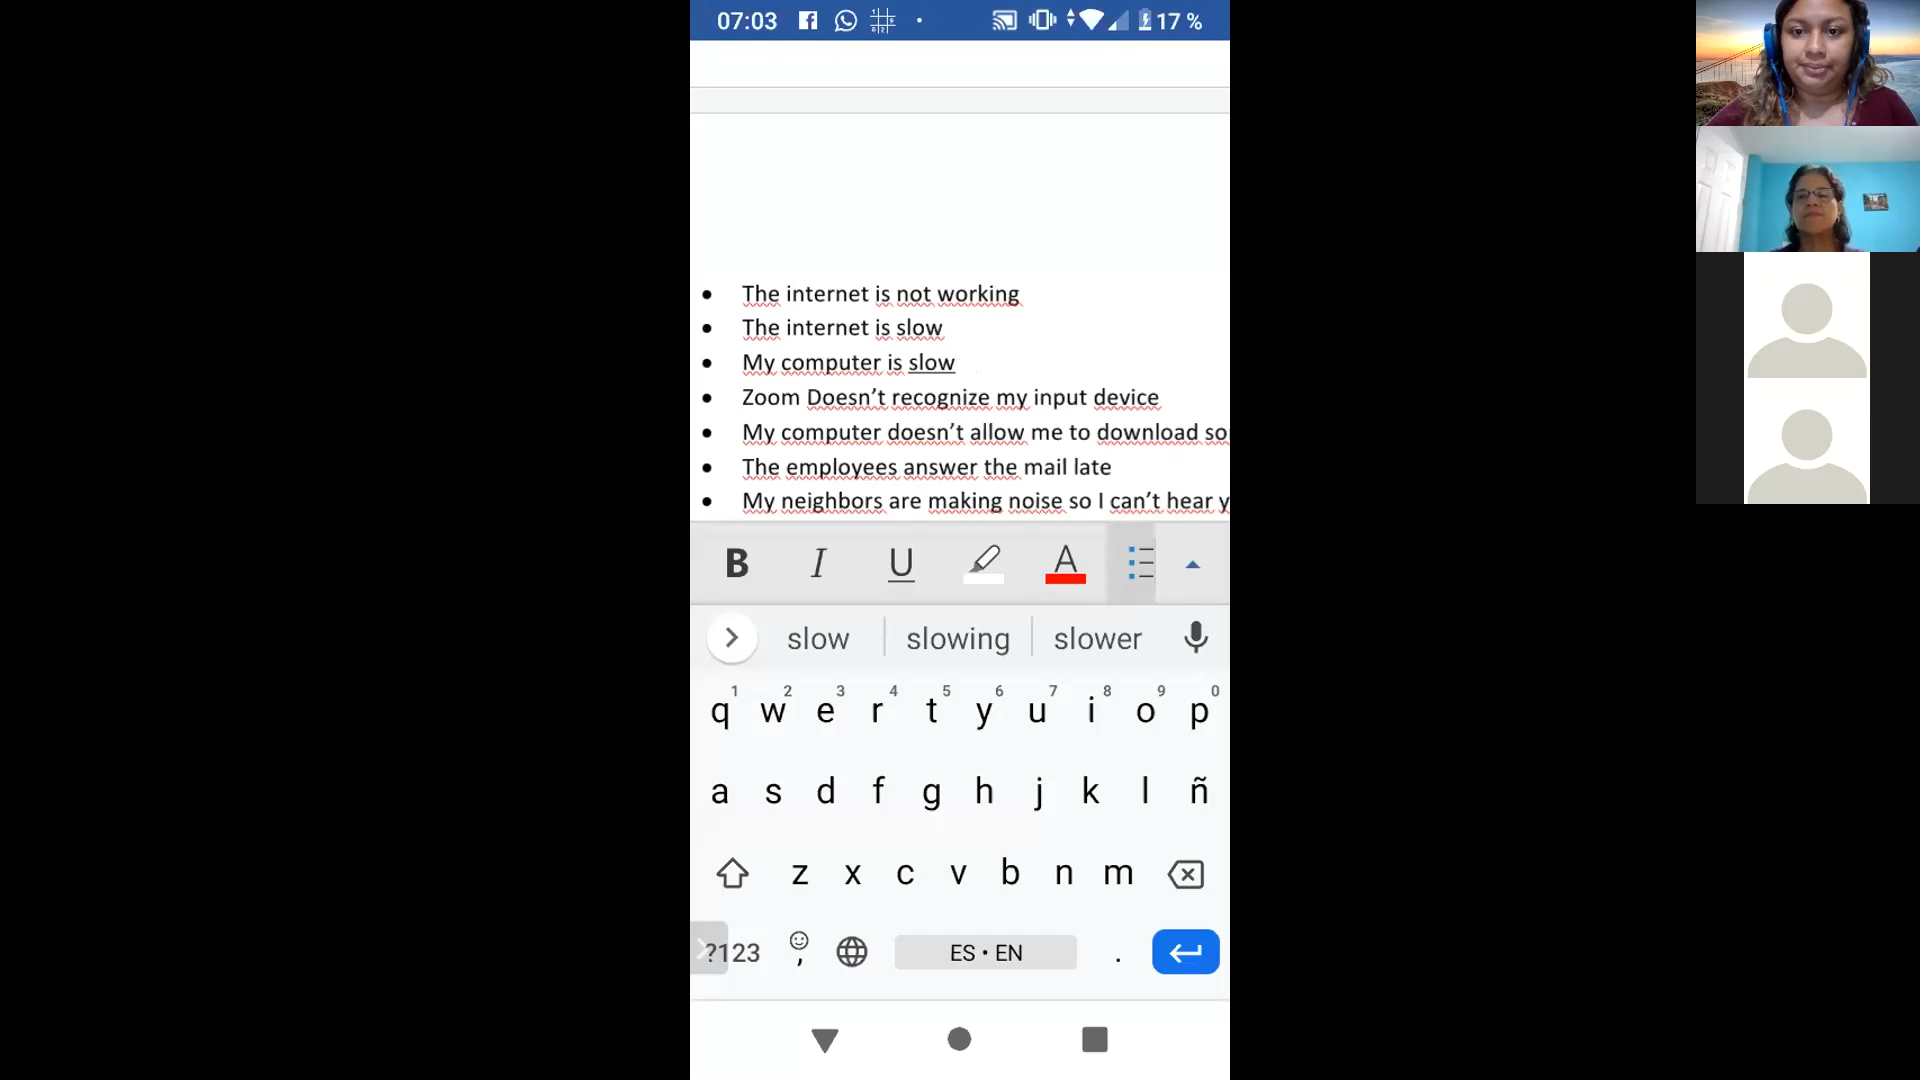 07:03 17 %
• The internet is not working
• The internet is slow
• My computer is slow
• Zoom Doesn't recognize my input device
• My computer doesn't allow me to download so
• The employees answer the mail late
• My neighbors are making noise so I can't hear y
B I U A
slow slowing slower
1 2 3 4 5 6 7 8 9 0
q w e r t y u i o p
a s d f g h j k l ñ
z x c v b n m
?123 , ES • EN .